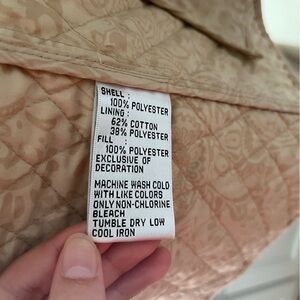 SHELL :
100% POLYESTER
LINING :
62% COTTON
38% POLYESTER
FILL :
100% POLYESTER
EXCLUSIVE OF
DECORATION
MACHINE WASH COLD
WITH LIKE COLORS
ONLY NON-CHLORINE
BLEACH
TUMBLE DRY LOW
COOL IRON